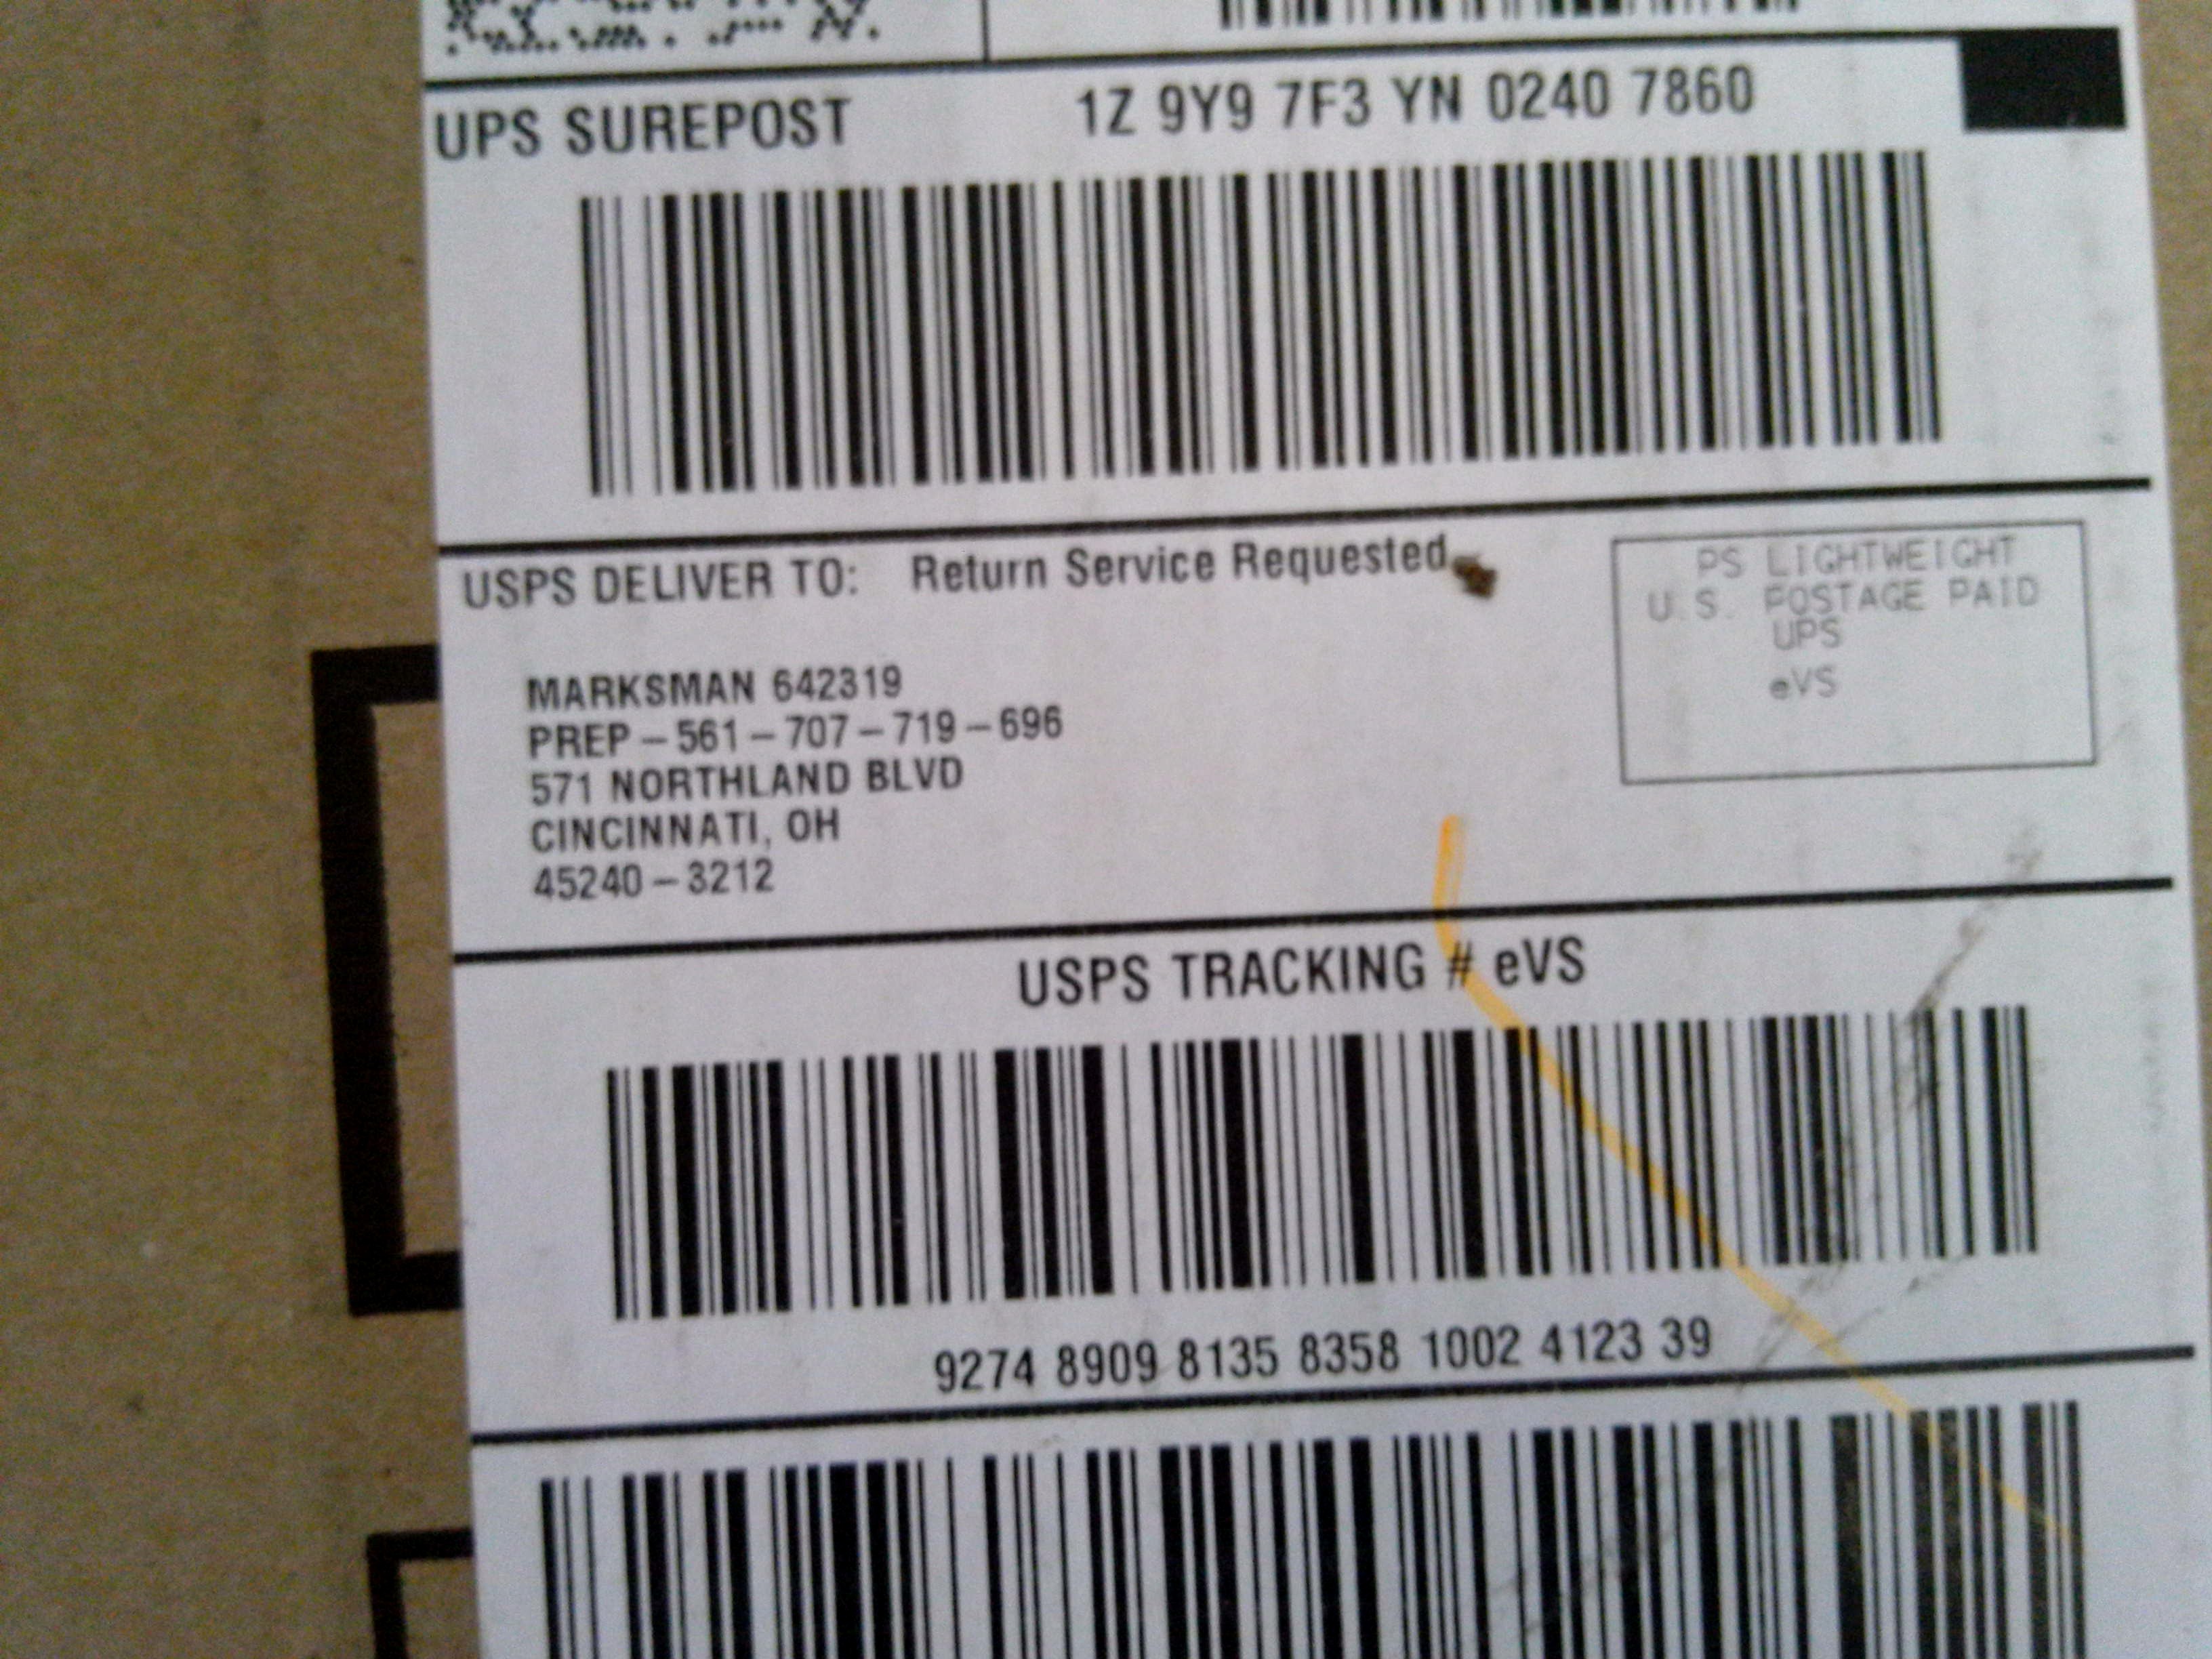 UPS SUREPOST 1Z 9Y9 7F3 YN 0240 7860
USPS DELIVER TO: Return Service Requested
PS LIGHTWEIGHT
U.S. POSTAGE PAID
UPS
eVS
MARKSMAN 642319
PREP-561-707-719-696
571 NORTHLAND BLVD
CINCINNATI, OH
45240-3212
USPS TRACKING # eVS
9274 8909 8135 8358 1002 4123 39